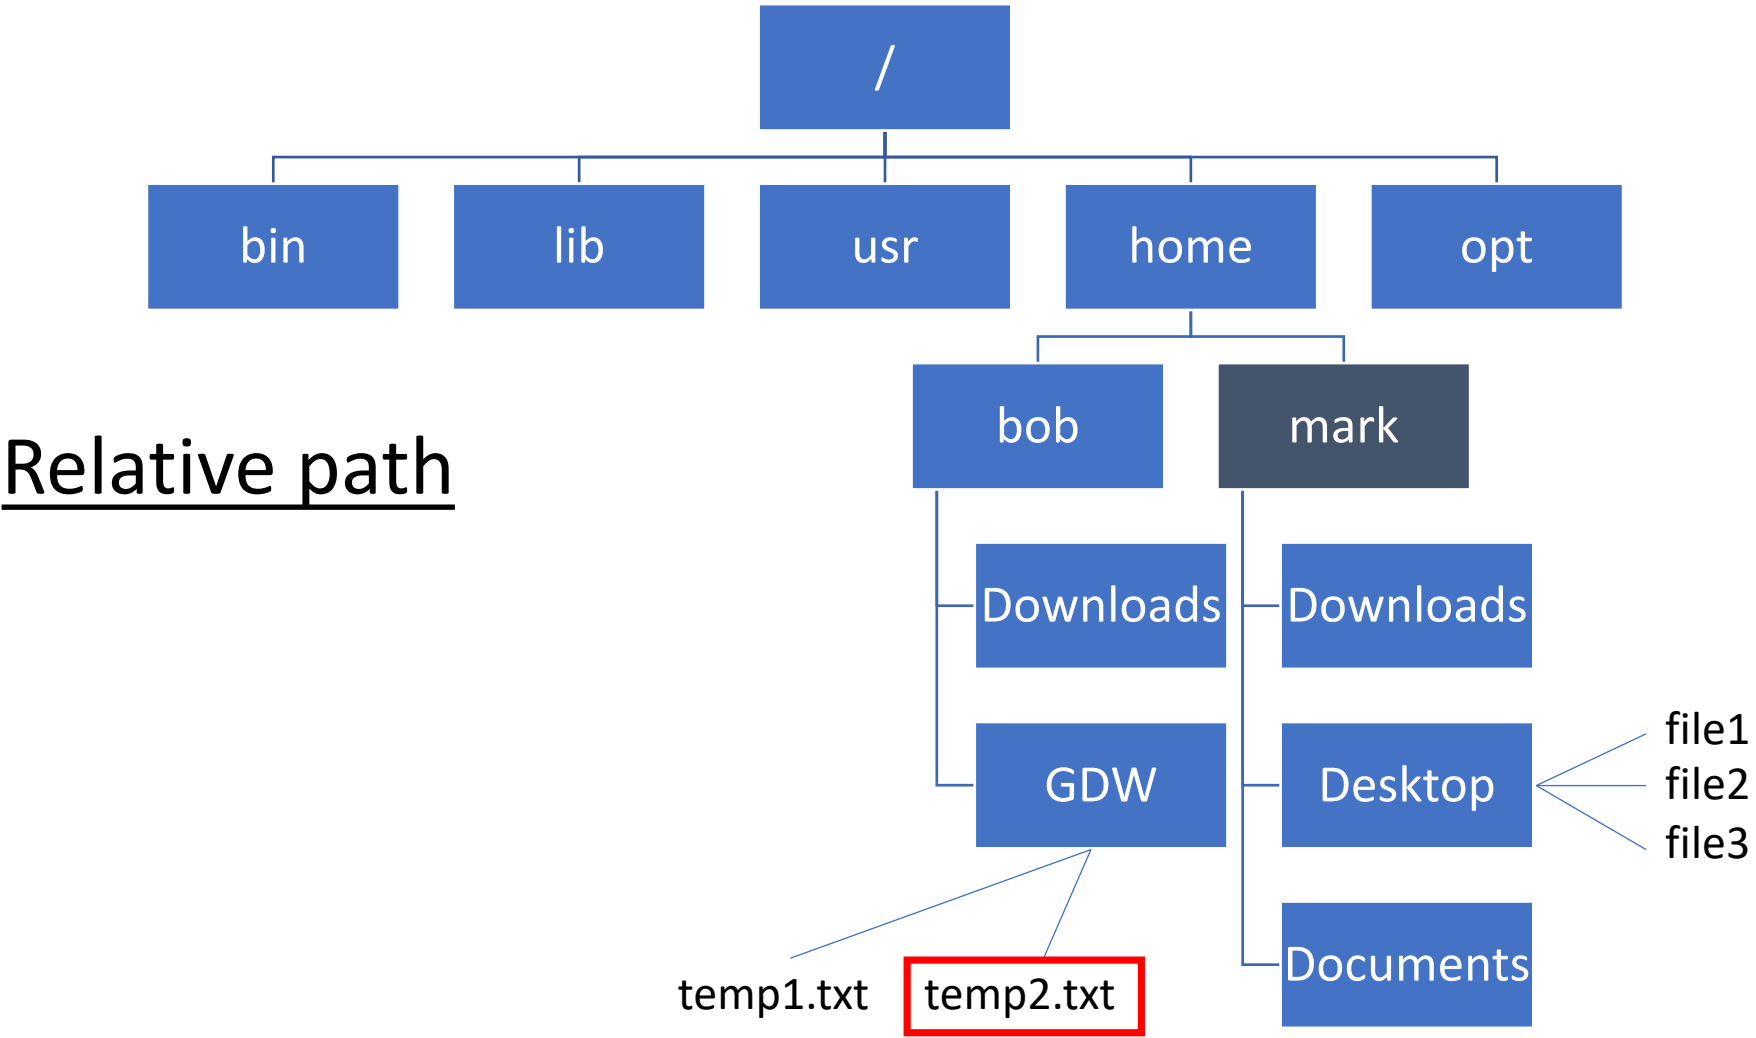 /
bin
lib
usr
home
opt
bob
mark
Relative path
Downloads
Downloads
GDW
Desktop
file1
file2
file3
Documents
temp1.txt
temp2.txt